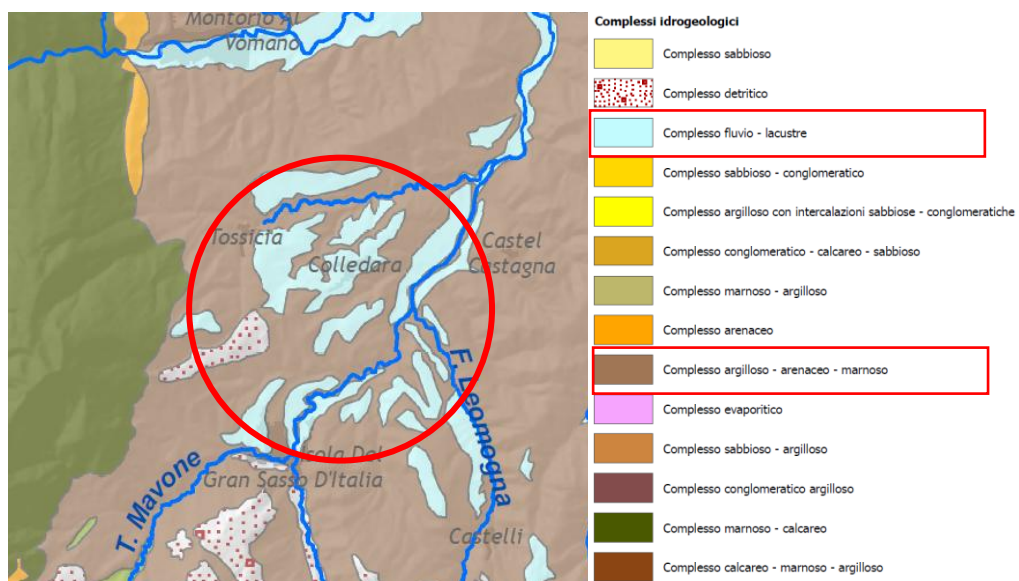 Montorio Al
Vomano
Tossicia
Colledara
Castel
Castagna
F. Leomogna
T. Mavone
Isola Del
Gran Sasso D'Italia
Castelli
Complessi idrogeologici
Complesso sabbioso
Complesso detritico
Complesso fluvio - lacustre
Complesso sabbioso - conglomeratico
Complesso argilloso con intercalazioni sabbiose - conglomeratiche
Complesso conglomeratico - calcareo - sabbioso
Complesso marnoso - argilloso
Complesso arenaceo
Complesso argilloso - arenaceo - marnoso
Complesso evaporitico
Complesso sabbioso - argilloso
Complesso conglomeratico argilloso
Complesso marnoso - calcareo
Complesso calcareo - marnoso - argilloso